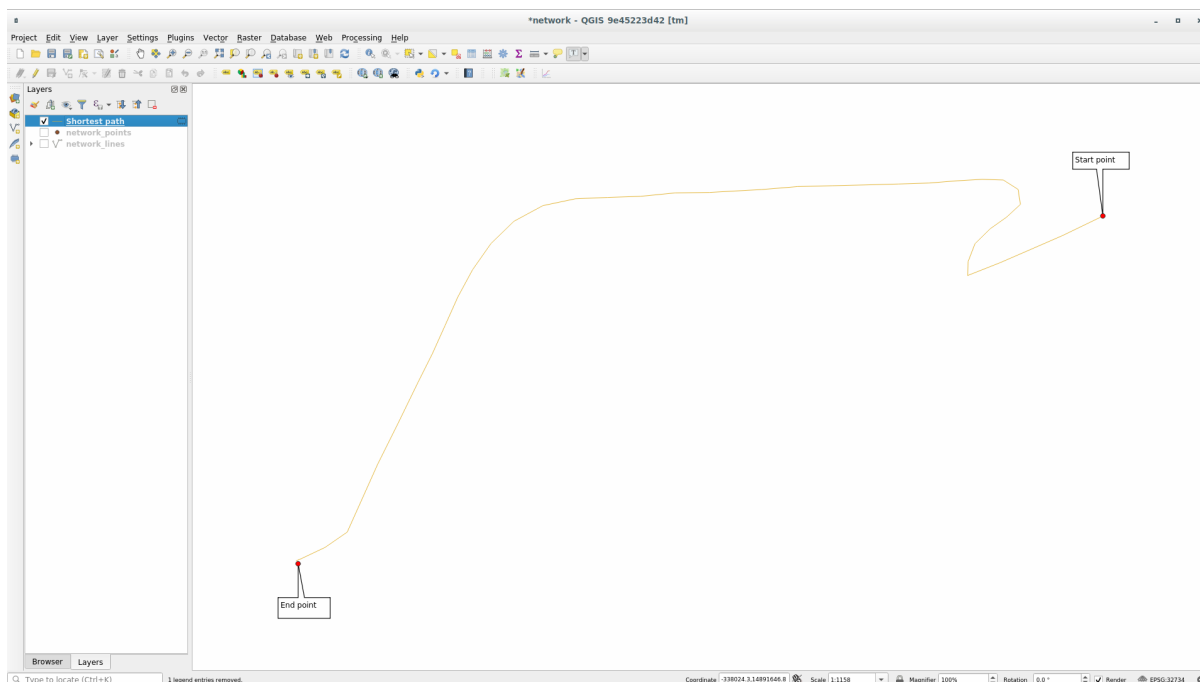 *network - QGIS 9e45223d42 [tm]
Project Edit View Layer Settings Plugins Vector Raster Database Web Processing Help
Layers
Shortest path
network_points
network_lines
Start point
End point
Browser Layers
Type to locate (Ctrl+K) 1 legend entries removed. Coordinate -338024.3,14891646.8 Scale 1:1158 Magnifier 100% Rotation 0.0 ° Render EPSG:32734